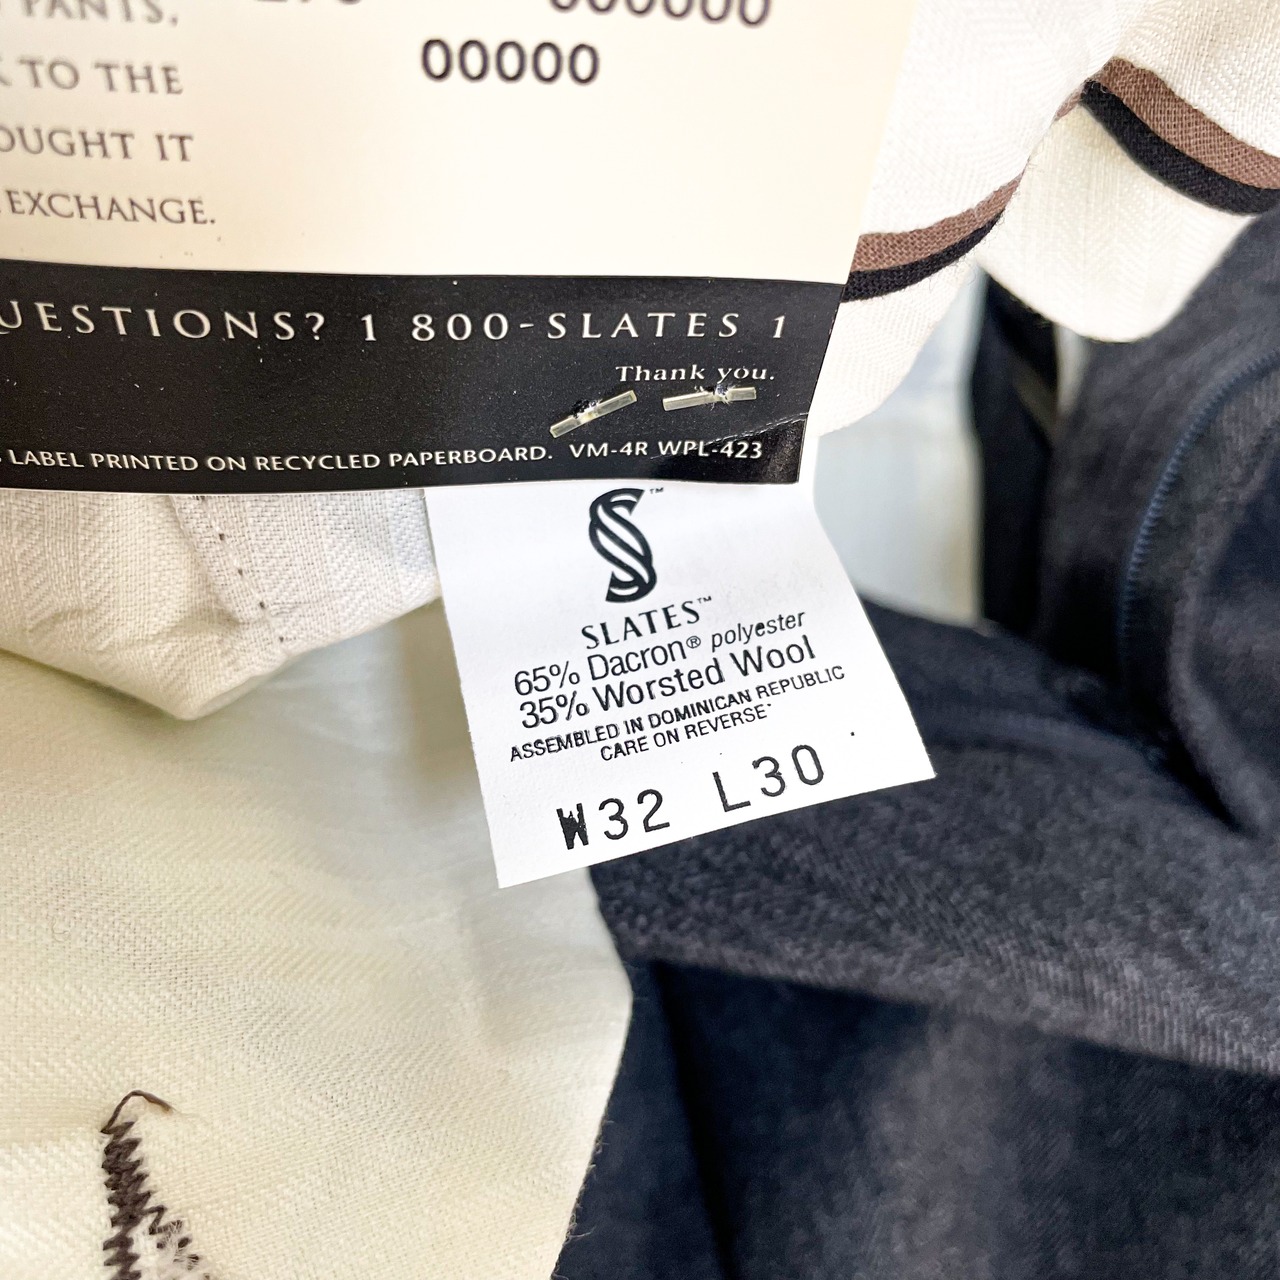 PANTS,
TO THE
OUGHT IT
EXCHANGE.
00000
UESTIONS? 1 800-SLATES 1
Thank you.
LABEL PRINTED ON RECYCLED PAPERBOARD. VM-4R WPL-423
S™
SLATES™
65% Dacron® polyester
35% Worsted Wool
ASSEMBLED IN DOMINICAN REPUBLIC
CARE ON REVERSE
W32 L30